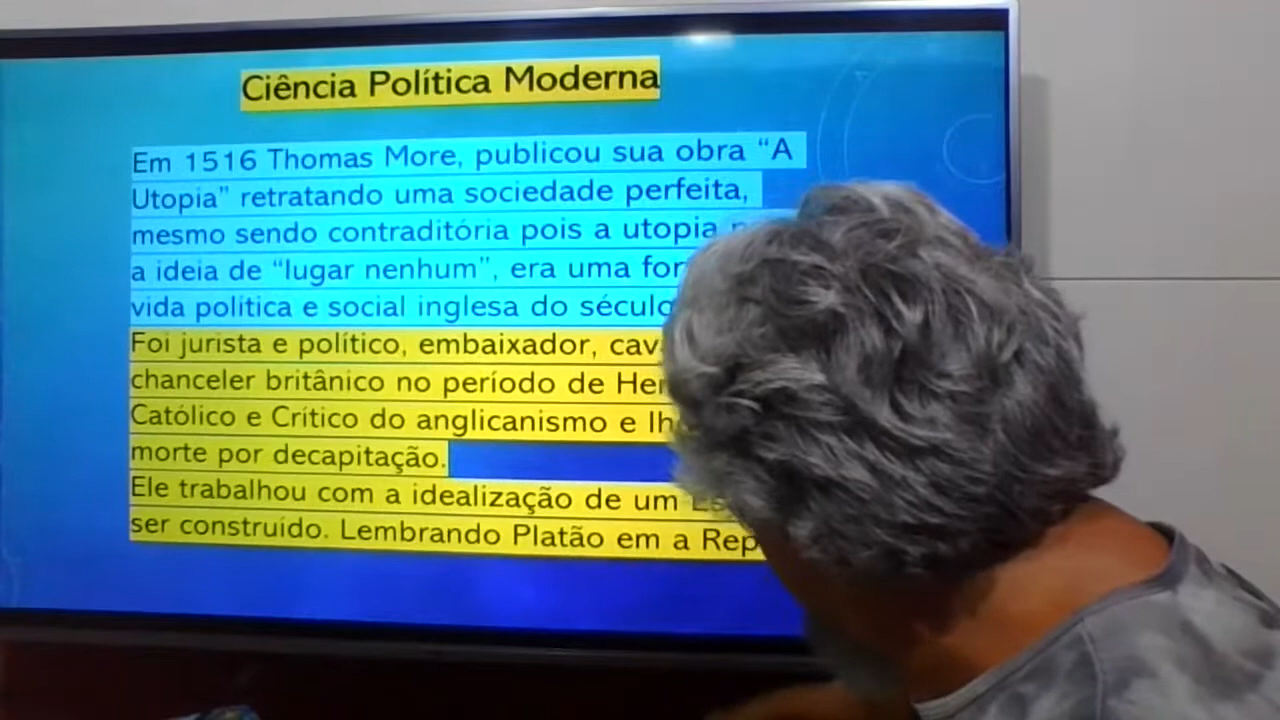 Ciência Política Moderna
Em 1516 Thomas More, publicou sua obra “A
Utopia” retratando uma sociedade perfeita,
mesmo sendo contraditória pois a utopia
a ideia de “lugar nenhum”, era uma
vida política e social inglesa do século
Foi jurista e político, embaixador,
chanceler britânico no período de
Católico e Crítico do anglicanismo e
morte por decapitação.
Ele trabalhou com a idealização de um
ser construído. Lembrando Platão em a